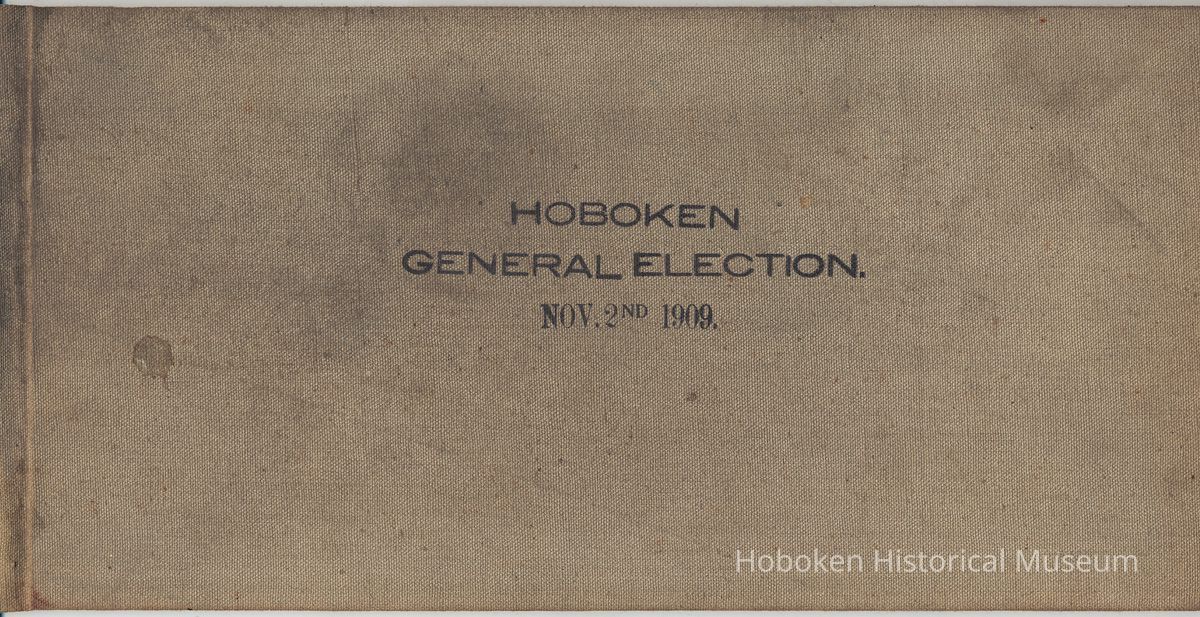 HOBOKEN
GENERAL ELECTION.
NOV. 2ND 1909.
Hoboken Historical Museum